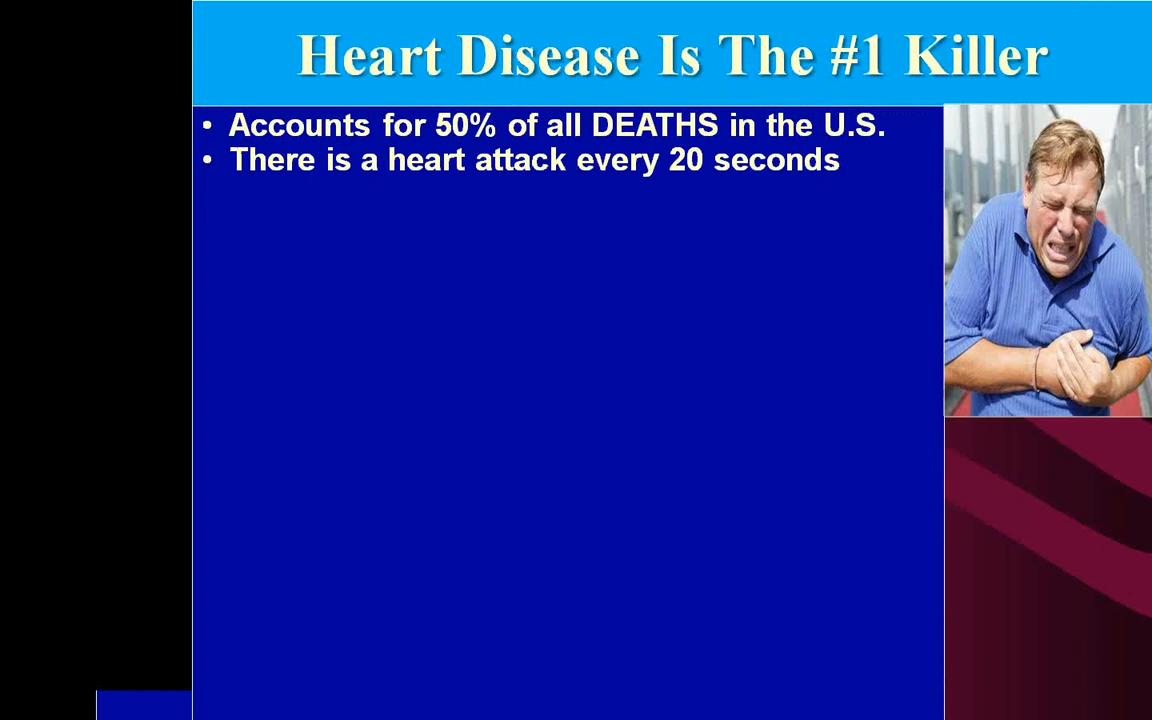 Heart Disease Is The #1 Killer
• Accounts for 50% of all DEATHS in the U.S.
• There is a heart attack every 20 seconds